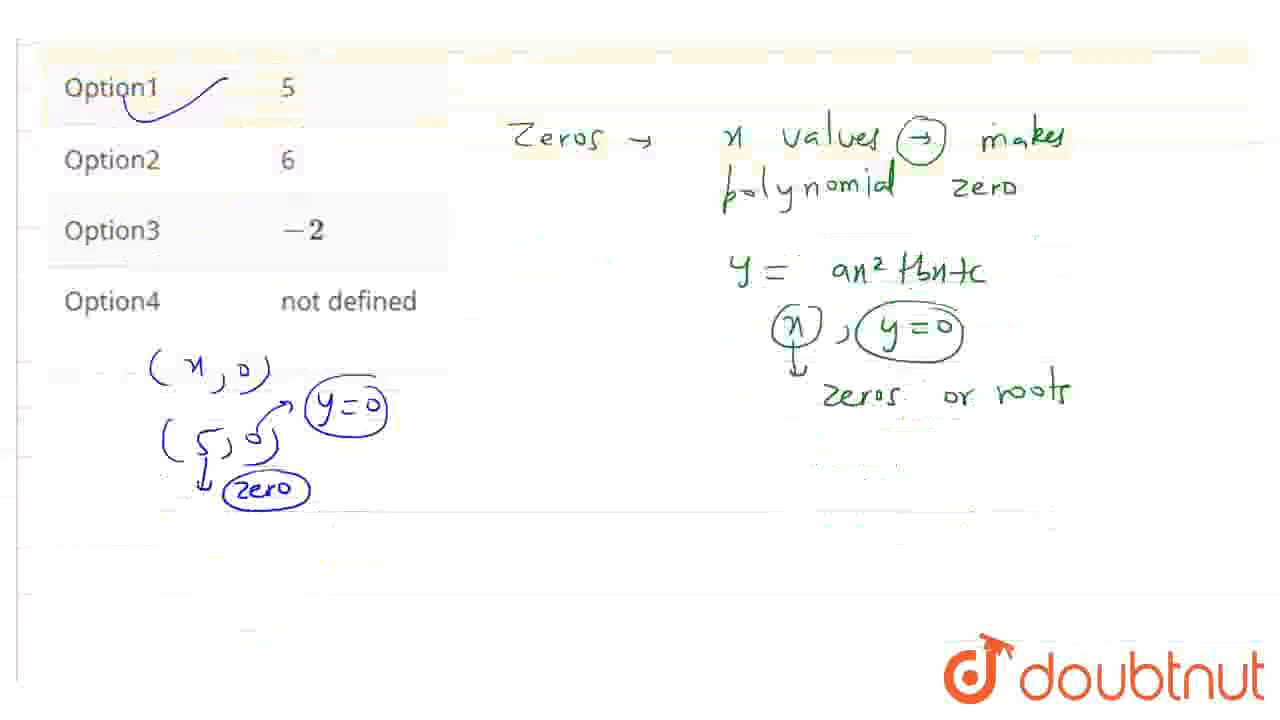 Option1 5
Option2 6
Option3 −2
Option4 not defined
(x, 0)
(5, 0) y=0
zero
Zeros → x values → makes
polynomial zero
y = ax² + bx + c
x, y=0
zeros or roots
doubtnut